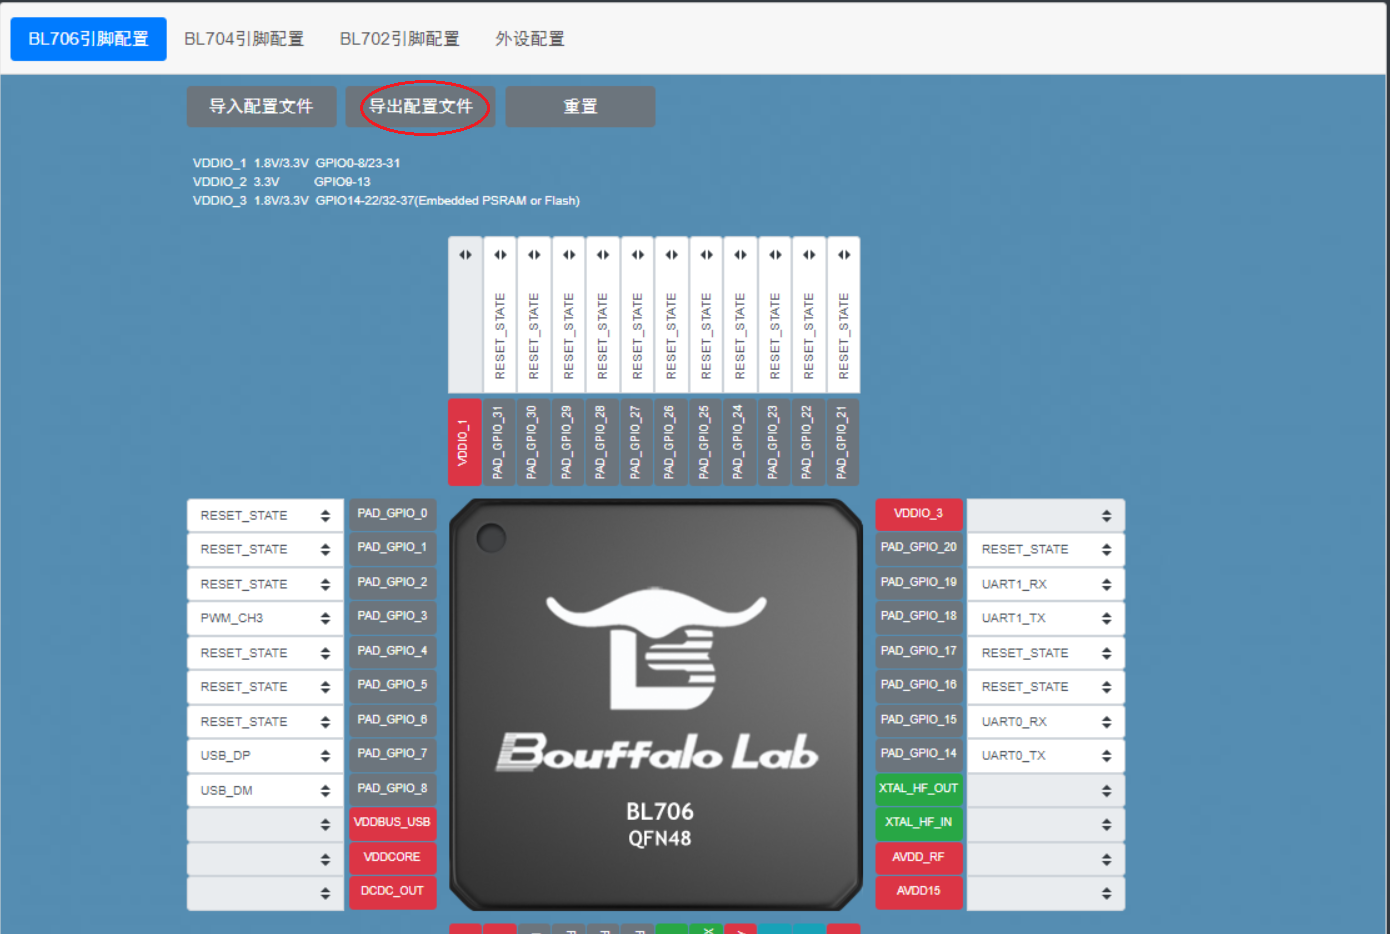 BL706引脚配置 BL704引脚配置 BL702引脚配置 外设配置
导入配置文件 导出配置文件 重置
VDDIO_1 1.8V/3.3V GPIO0-8/23-31
VDDIO_2 3.3V GPIO9-13
VDDIO_3 1.8V/3.3V GPIO14-22/32-37(Embedded PSRAM or Flash)
RESET_STATE RESET_STATE RESET_STATE RESET_STATE RESET_STATE RESET_STATE RESET_STATE RESET_STATE RESET_STATE RESET_STATE RESET_STATE
VDDIO_1 PAD_GPIO_31 PAD_GPIO_30 PAD_GPIO_29 PAD_GPIO_28 PAD_GPIO_27 PAD_GPIO_26 PAD_GPIO_25 PAD_GPIO_24 PAD_GPIO_23 PAD_GPIO_22 PAD_GPIO_21
RESET_STATE PAD_GPIO_0 VDDIO_3
RESET_STATE PAD_GPIO_1 PAD_GPIO_20 RESET_STATE
RESET_STATE PAD_GPIO_2 PAD_GPIO_19 UART1_RX
PWM_CH3 PAD_GPIO_3 PAD_GPIO_18 UART1_TX
RESET_STATE PAD_GPIO_4 PAD_GPIO_17 RESET_STATE
RESET_STATE PAD_GPIO_5 PAD_GPIO_16 RESET_STATE
RESET_STATE PAD_GPIO_6 PAD_GPIO_15 UART0_RX
USB_DP PAD_GPIO_7 Bouffalo Lab PAD_GPIO_14 UART0_TX
USB_DM PAD_GPIO_8 XTAL_HF_OUT
VDDBUS_USB BL706 XTAL_HF_IN
QFN48
VDDCORE AVDD_RF
DCDC_OUT AVDD15